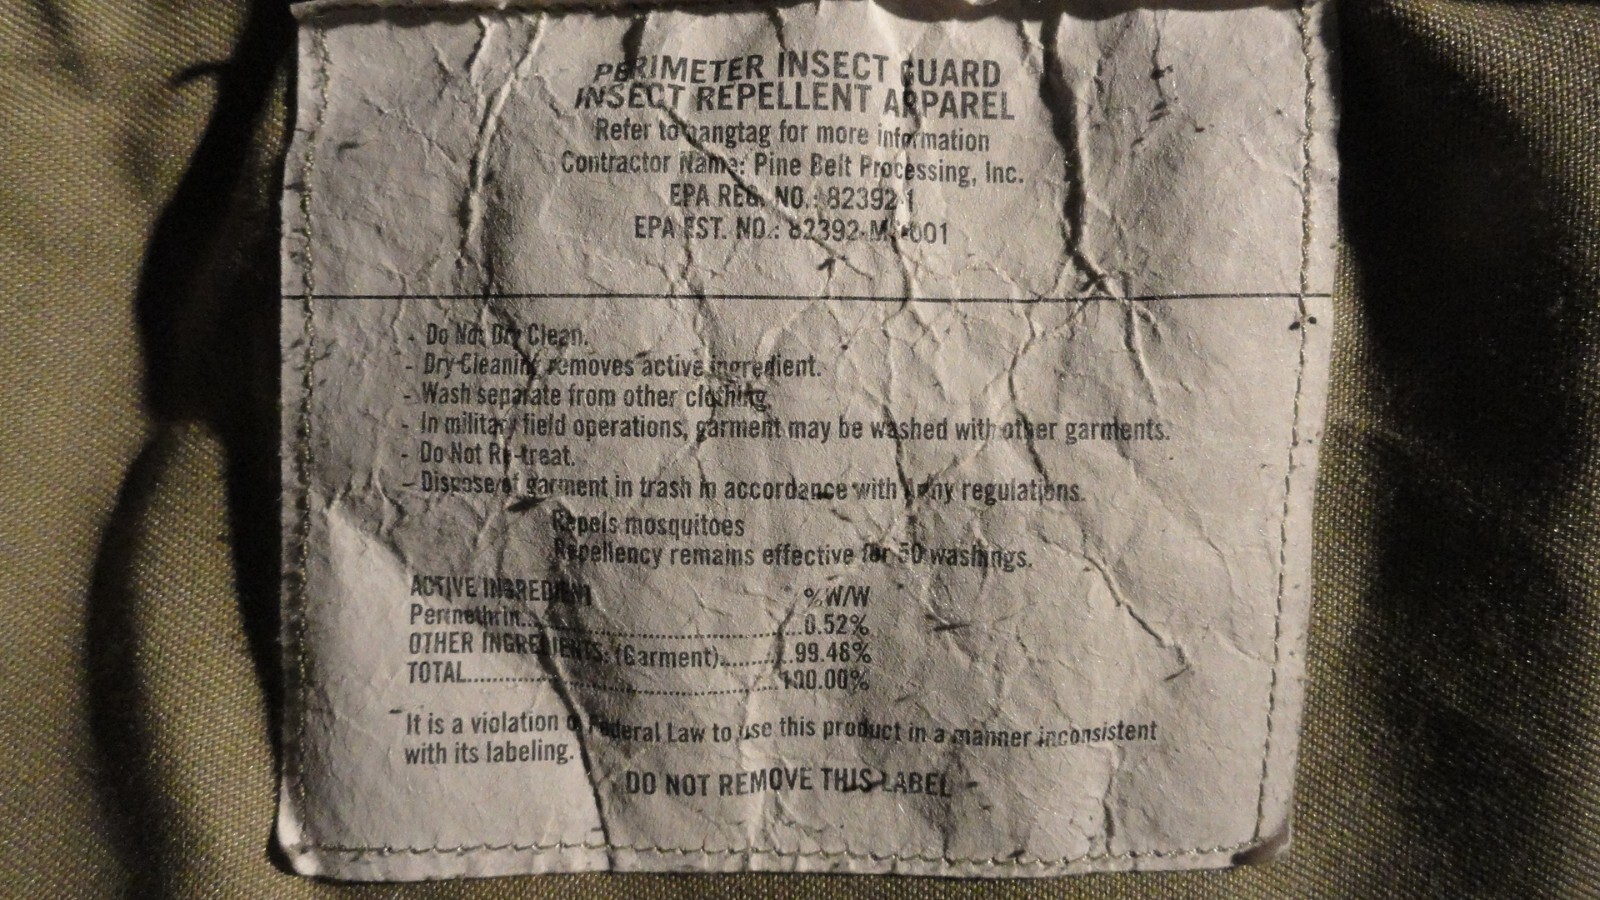 PERIMETER INSECT GUARD
INSECT REPELLENT APPAREL
Refer to hangtag for more information
Contractor Name: Pine Belt Processing, Inc.
EPA REG. NO.: 82392-1
EPA EST. NO.: 82392-MS-001
- Do Not Dry Clean.
- Dry Cleaning removes active ingredient.
- Wash separate from other clothing.
- In military field operations, garment may be washed with other garments.
- Do Not Re-treat.
- Dispose of garment in trash in accordance with Army regulations.
Repels mosquitoes
Repellency remains effective for 50 washings.
ACTIVE INGREDIENT %W/W
Permethrin........................................0.52%
OTHER INGREDIENTS: (Garment).........99.48%
TOTAL................................................100.00%
It is a violation of Federal Law to use this product in a manner inconsistent
with its labeling.
- DO NOT REMOVE THIS LABEL -